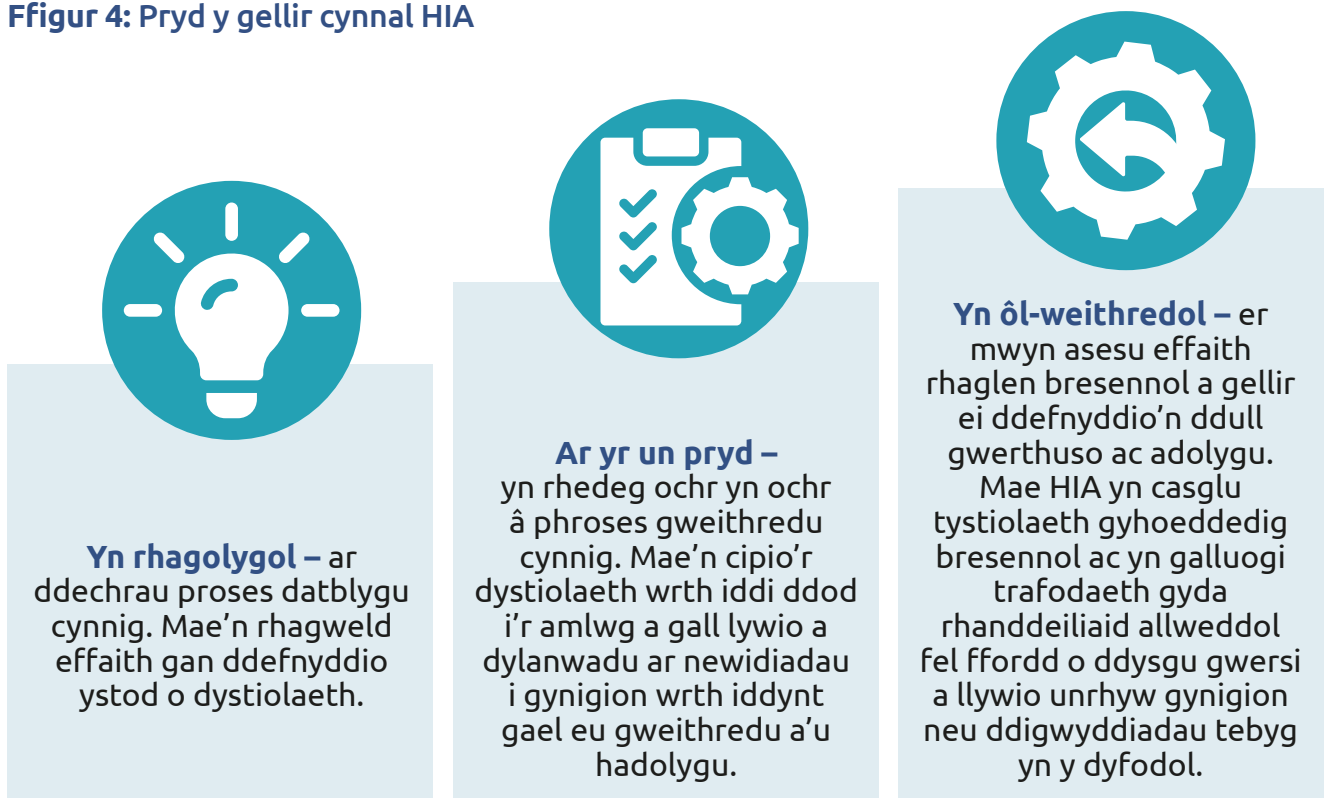 Ffigur 4: Pryd y gellir cynnal HIA
Yn rhagolygol – ar
ddechrau proses datblygu
cynnig. Mae’n rhagweld
effaith gan ddefnyddio
ystod o dystiolaeth.
Ar yr un pryd –
yn rhedeg ochr yn ochr
â phroses gweithredu
cynnig. Mae’n cipio’r
dystiolaeth wrth iddi ddod
i’r amlwg a gall lywio a
dylanwadu ar newidiadau
i gynigion wrth iddynt
gael eu gweithredu a’u
hadolygu.
Yn ôl-weithredol – er
mwyn asesu effaith
rhaglen bresennol a gellir
ei ddefnyddio’n ddull
gwerthuso ac adolygu.
Mae HIA yn casglu
tystiolaeth gyhoeddedig
bresennol ac yn galluogi
trafodaeth gyda
rhanddeiliaid allweddol
fel ffordd o ddysgu gwersi
a llywio unrhyw gynigion
neu ddigwyddiadau tebyg
yn y dyfodol.